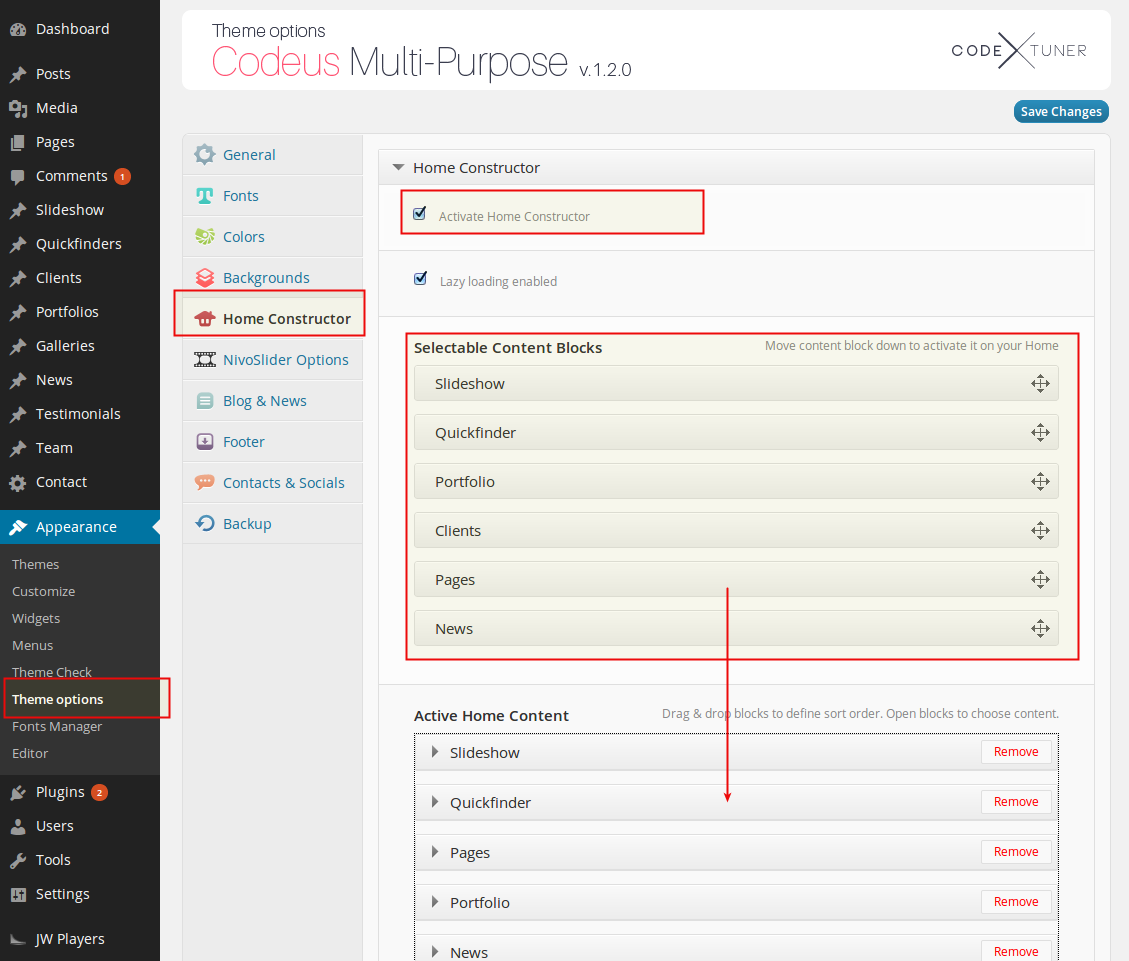 Dashboard
Posts
Media
Pages
Comments 1
Slideshow
Quickfinders
Clients
Portfolios
Galleries
News
Testimonials
Team
Contact
Appearance
Themes
Customize
Widgets
Menus
Theme Check
Theme options
Fonts Manager
Editor
Plugins 2
Users
Tools
Settings
JW Players
Theme options
Codeus Multi-Purpose v.1.2.0
CODE X TUNER
Save Changes
General
Fonts
Colors
Backgrounds
Home Constructor
NivoSlider Options
Blog & News
Footer
Contacts & Socials
Backup
Home Constructor
Activate Home Constructor
Lazy loading enabled
Selectable Content Blocks Move content block down to activate it on your Home
Slideshow
Quickfinder
Portfolio
Clients
Pages
News
Active Home Content Drag & drop blocks to define sort order. Open blocks to choose content.
Slideshow Remove
Quickfinder Remove
Pages Remove
Portfolio Remove
News Remove